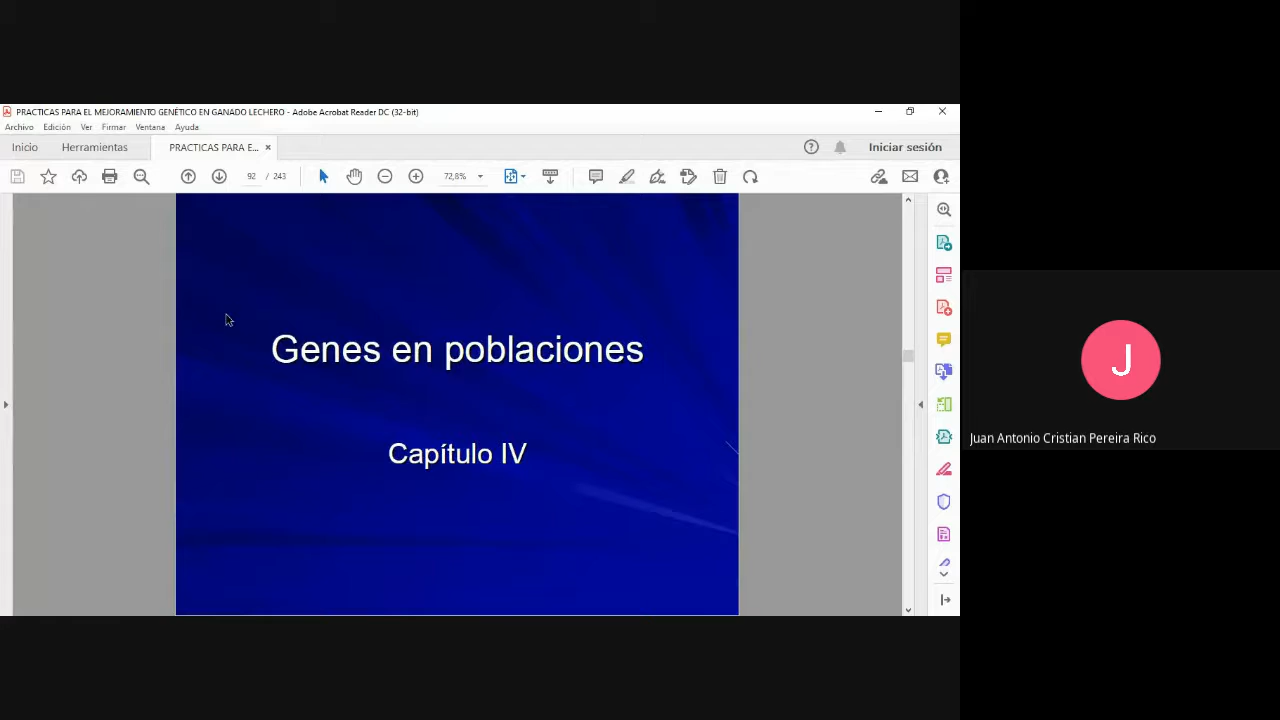 PRACTICAS PARA EL MEJORAMIENTO GENÉTICO EN GANADO LECHERO - Adobe Acrobat Reader DC (32-bit)
Archivo Edición Ver Firmar Ventana Ayuda
Inicio Herramientas PRACTICAS PARA E... × Iniciar sesión
92 / 243 72,8%
Genes en poblaciones
Capítulo IV
J
Juan Antonio Cristian Pereira Rico